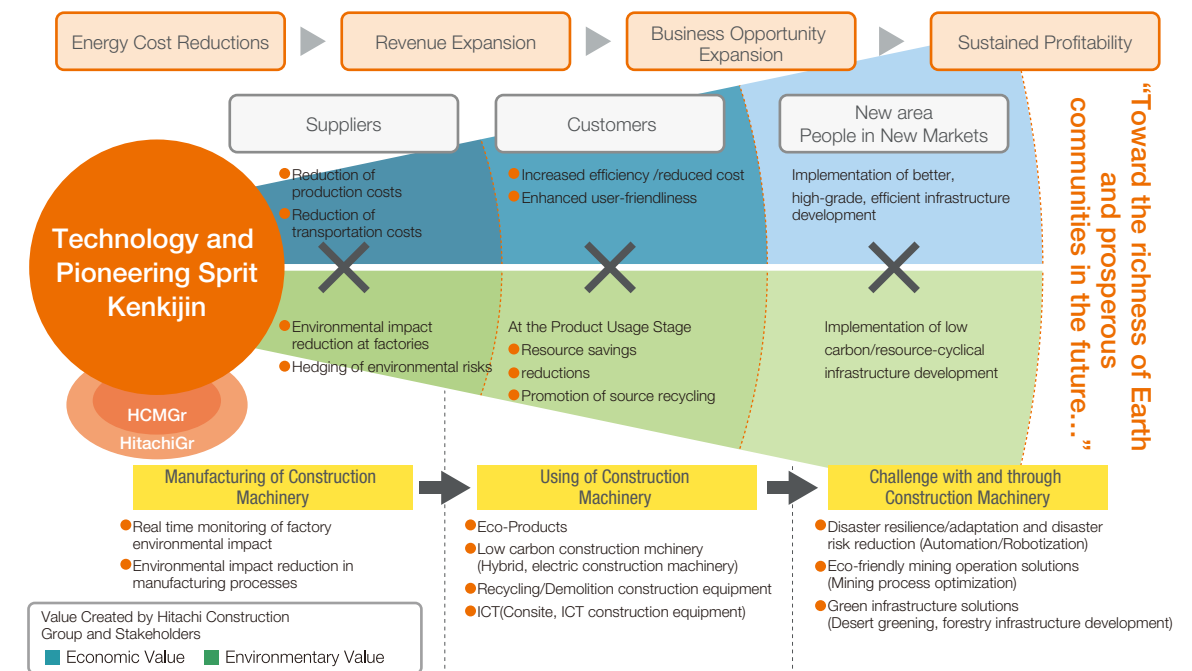 Energy Cost Reductions
Revenue Expansion
Business Opportunity
Expansion
Sustained Profitability
Suppliers
Customers
New area
People in New Markets
Technology and
Pioneering Sprit
Kenkijin
HCMGr
HitachiGr
Reduction of
production costs
Reduction of
transportation costs
Increased efficiency /reduced cost
Enhanced user-friendliness
Implementation of better,
high-grade, efficient infrastructure
development
Environmental impact
reduction at factories
Hedging of environmental risks
At the Product Usage Stage
Resource savings
reductions
Promotion of source recycling
Implementation of low
carbon/resource-cyclical
infrastructure development
“Toward the richness of Earth
and prosperous
communities in the future…”
Manufacturing of Construction
Machinery
Using of Construction
Machinery
Challenge with and through
Construction Machinery
Real time monitoring of factory
environmental impact
Environmental impact reduction in
manufacturing processes
Eco-Products
Low carbon construction mchinery
(Hybrid, electric construction machinery)
Recycling/Demolition construction equipment
ICT(Consite, ICT construction equipment)
Disaster resilience/adaptation and disaster
risk reduction (Automation/Robotization)
Eco-friendly mining operation solutions
(Mining process optimization)
Green infrastructure solutions
(Desert greening, forestry infrastructure development)
Value Created by Hitachi Construction
Group and Stakeholders
Economic Value
Environmentary Value